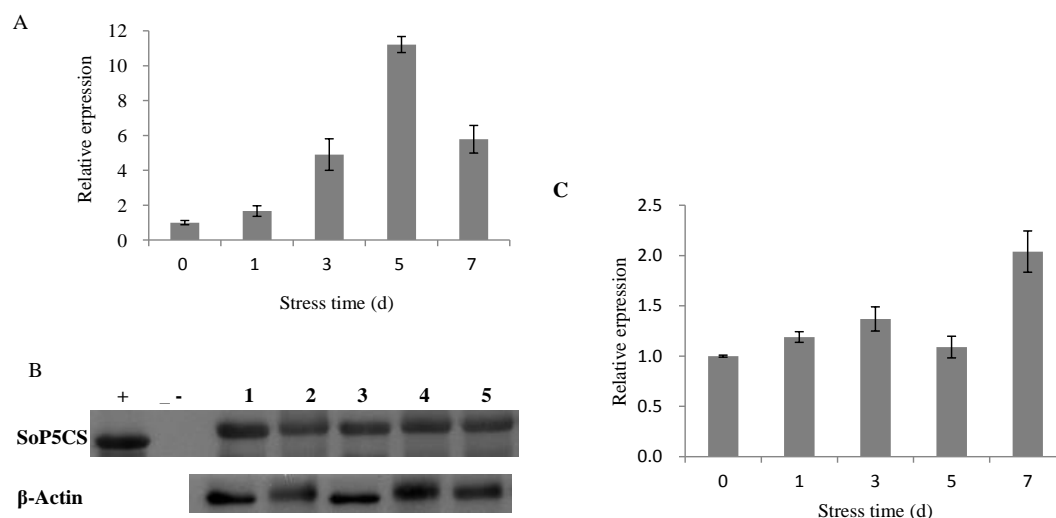 A
Relative erpression
12
10
8
6
4
2
0
0 1 3 5 7
Stress time (d)
B
+ _ - 1 2 3 4 5
SoP5CS
β-Actin
C
Relative erpression
2.5
2.0
1.5
1.0
0.5
0.0
0 1 3 5 7
Stress time (d)